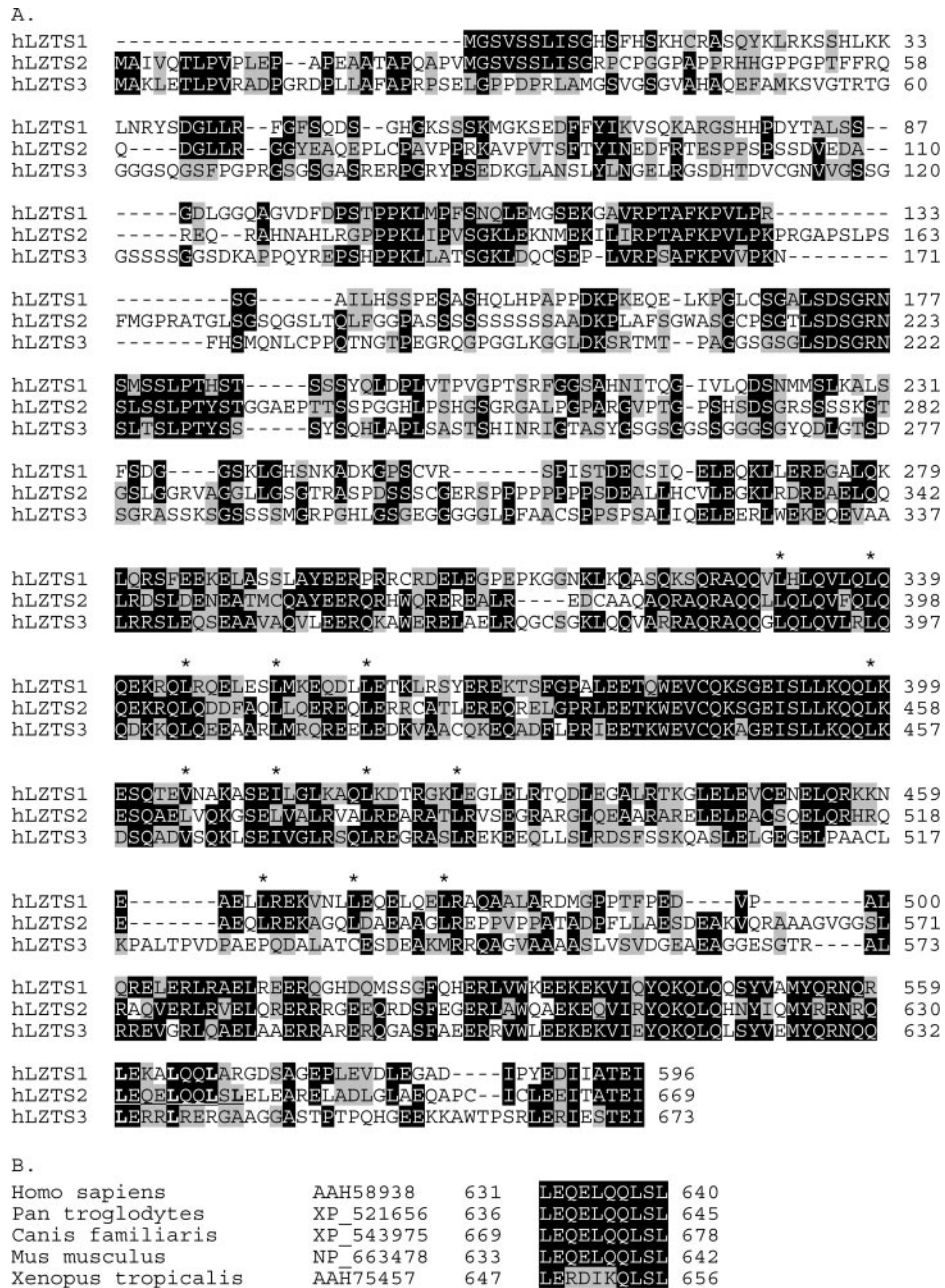 A.
hLZTS1 ---------------------------MGSVSSLISGHSFHSKHCRASQYKLRKSSHLKK 33
hLZTS2 MAIVQTLPVPLEP--APEAATAPQAPVMGSVSSLISGRPCPGGPAPPRHHGPPGPTFFRQ 58
hLZTS3 MAKLETLPVRADPGRDPLLAFAPRPSELGPPDPRLAMGSVGSGVAHAQEFAMKSVGTRTG 60
hLZTS1 LNRYSDGLLR--FGFSQDS--GHGKSSSKMGKSEDFFYIKVSQKARGSHHPDYTALSS-- 87
hLZTS2 Q-----DGLLR--GGYEAQEPLCPAVPPRKAVPVTSFTYINEDFRTESPPSPSSDVEDA-- 110
hLZTS3 GGGSQGSFPGPRGSGSGASRERPGRYPSEDKGLANSLYLNGELRGSDHTDVCGNVVGSSG 120
hLZTS1 -----GDLGGQAGVDFDPSTPPKLMPFSNQLEMGSEKGAVRPTAFKPVLPR--------- 133
hLZTS2 -----REQ--RAHNAHLRGPPPKLIPVSGKLEKNMEKILIRPTAFKPVLPKPRGAPSLPS 163
hLZTS3 GSSSSGGSDKAPPQYREPSHPPKLLATSGKLDQCSEP-LVRPSAFKPVVPKN-------- 171
hLZTS1 ---------SG------AILHSSPESASHQLHPAPPDKPKEQE-LKPGLCSGALSDSGRN 177
hLZTS2 FMGPRATGLSGSQGSLTQLFGGPASSSSSSSSSSAADKPLAFSGWASGCPSGTLSDSGRN 223
hLZTS3 -------FHSMQNLCPPQTNGTPEGRQGPGGLKGGLDKSRTMT--PAGGSGSGLSDSGRN 222
hLZTS1 SMSSLPTHST-----SSSYQLDPLVTPVGPTSRFGGSAHNITQG-IVLQDSNMMSLKALS 231
hLZTS2 SLSSLPTYSTGGAEPTTSSPGGHLPSHGSGRGALPGPARGVPTG-PSHSDSGRSSSSKST 282
hLZTS3 SLTSLPTYSS-----SYSQHLAPLSASTSHINRIGTASYGSGSGGSSGGGSGYQDLGTSD 277
hLZTS1 FSDG----GSKLGHSNKADKGPSCVR-------SPISTDECSIQ-ELEQKLLEREGALQK 279
hLZTS2 GSLGGRVAGGLLGSGTRASPDSSSCGERSPPPPPPPPPSDEALLHCVLEGKLRDREAELQQ 342
hLZTS3 SGRASSKSGSSSSMGRPGHLGSGEGGGGGLPFAACSPPSPSALIQELEERLWEKEQEVAA 337
* *
hLZTS1 LQRSFEEKELASSLAYEERPRRCRDELEGPEPKGGNKLKQASQKSQRAQQVLHLQVLQLQ 339
hLZTS2 LRDSLDENEATMCQAYEERQRHWQREREALR----EDCAAQAQRAQRAQQLLQLQVFQLQ 398
hLZTS3 LRRSLEQSEAAVAQVLEERQKAWERELAELRQGCSGKLQQVARRAQRAQQGLQLQVLRLQ 397
* * * *
hLZTS1 QEKRQLRQELESLMKEQDLLETKLRSYEREKTSFGPALEETQWEVCQKSGEISLLKQQLK 399
hLZTS2 QEKRQLQDDFAQLLQEREQLERRCATLEREQRELGPRLEETKWEVCQKSGEISLLKQQLK 458
hLZTS3 QDKKQLQEEAARLMRQREELEDKVAACQKEQADFLPRIEETKWEVCQKAGEISLLKQQLK 457
* * * *
hLZTS1 ESQTEVNAKASEILGLKAQLKDTRGKLEGLELRTQDLEGALRTKGLELEVCENELQRKKN 459
hLZTS2 ESQAELVQKGSELVALRVALREARATLRVSEGRARGLQEAARARELELEACSQELQRHRQ 518
hLZTS3 DSQADVSQKLSEIVGLRSQLREGRASLREKEEQLLSLRDSFSSKQASLELGEGELPAACL 517
* * *
hLZTS1 E-------AELLREKVNLLEQELQELRAQAALARDMGPPTFPED---VP------AL 500
hLZTS2 E-------AEQLREKAGQLDAEAAGLREPPVPPATADPFLLAESDEAKVQRAAAGVGGSL 571
hLZTS3 KPALTPVDPAEPQDALATCESDEAKMRRQAGVAAAASLVSVDGEAEAGGESGTR----AL 573
hLZTS1 QRELERLRAELRREERQGHDQMSSGFQHERLVWKEEKEKVIQYQKQLQQSYVAMYQRNQR 559
hLZTS2 RAQVERLRVELQRERRRGEEQRDSFEGERLAWQAEKEQVIRYQKQLQHNYIQMYRRNRQ 630
hLZTS3 RREVGRLQAELAAERRARERQGASFAEERRVWLEEKEKVIEYQKQLQLSYVEMYQRNQQ 632
hLZTS1 LEKALQQLARGDSAGEPLEVDLEGAD----IPYEDIIATEI 596
hLZTS2 LEQELQQLSLELEARELADLGLAEQAPC--ICLEEITATEI 669
hLZTS3 LERRLRERGAAGGASTPTPQHGEEKKAWTPSRLERIESTEI 673
B.
Homo sapiens AAH58938 631 LEQELQQLSL 640
Pan troglodytes XP_521656 636 LEQELQQLSL 645
Canis familiaris XP_543975 669 LEQELQQLSL 678
Mus musculus NP_663478 633 LEQELQQLSL 642
Xenopus tropicalis AAH75457 647 LERDIKQLSL 656